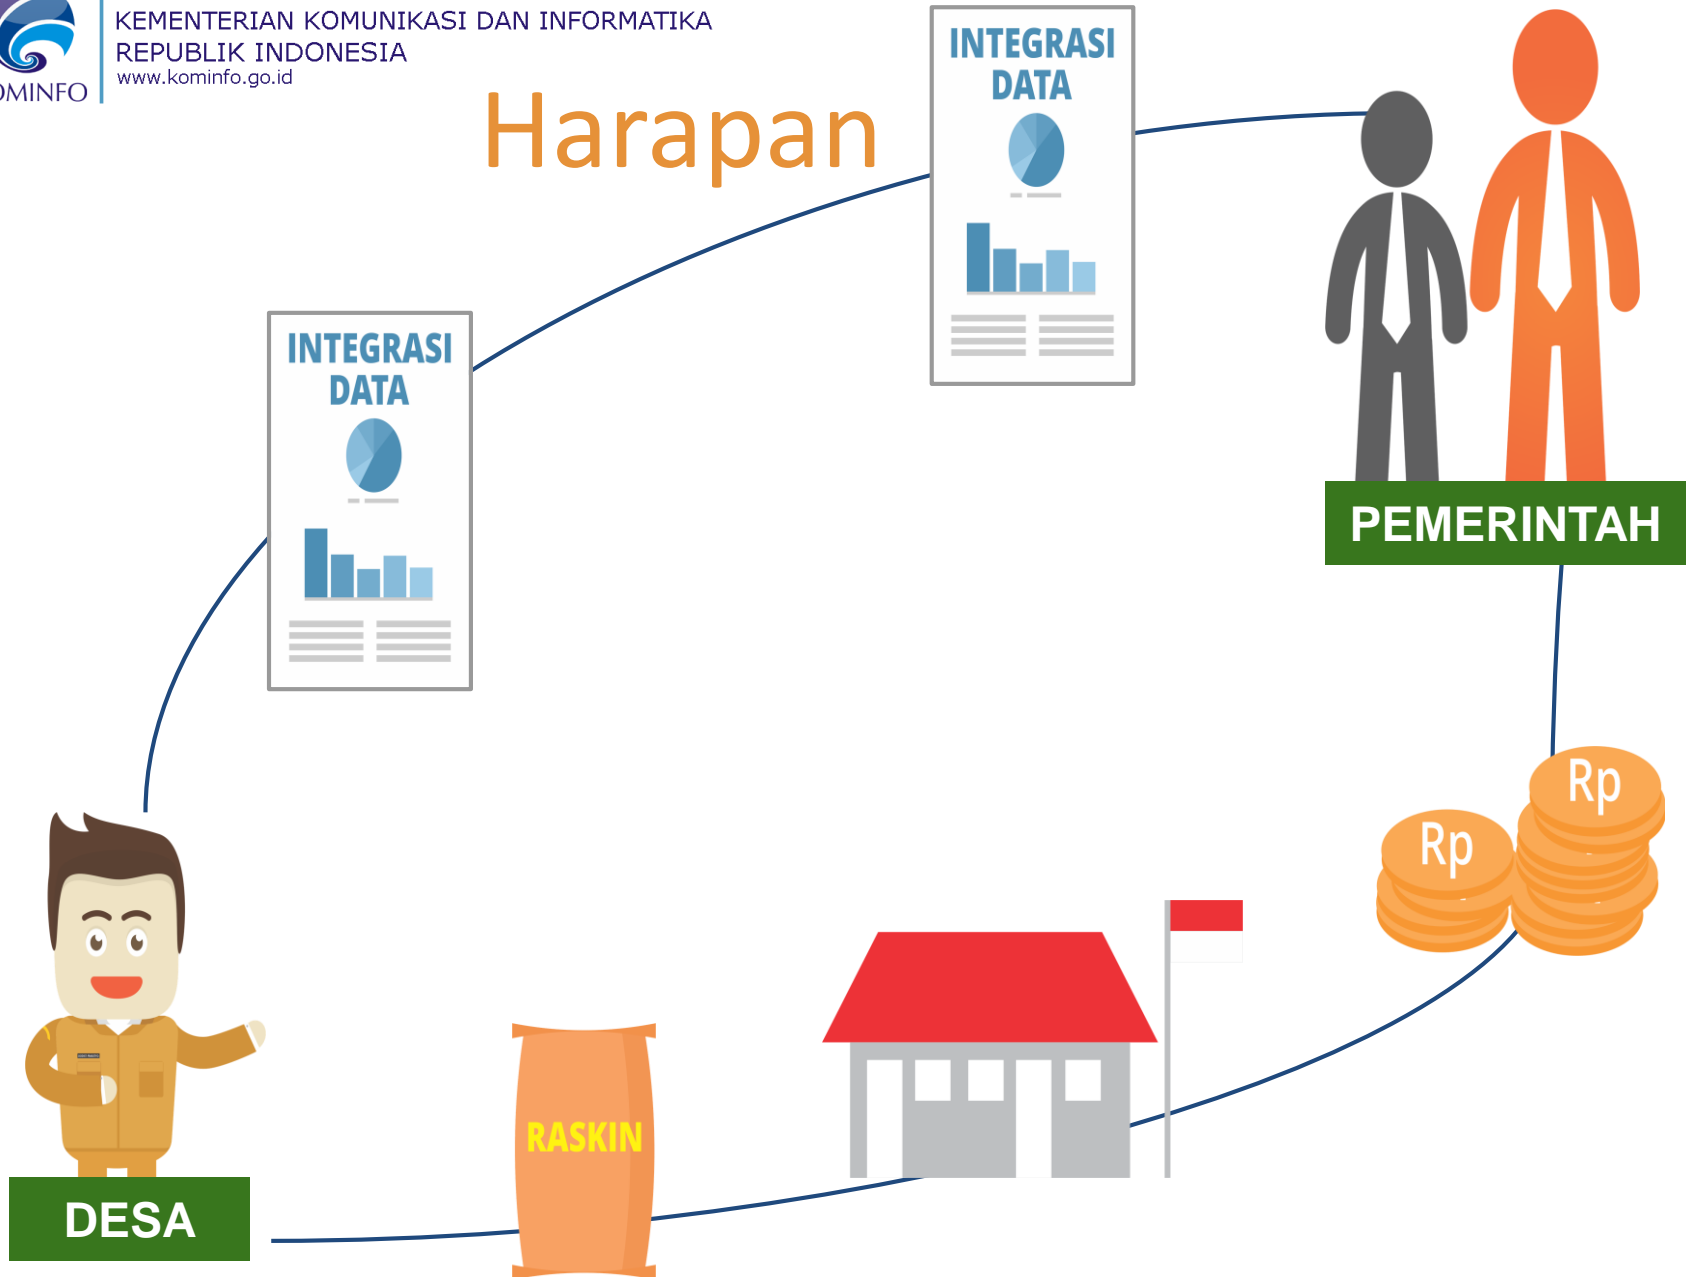 KEMENTERIAN KOMUNIKASI DAN INFORMATIKA
REPUBLIK INDONESIA
www.kominfo.go.id
OMINFO
Harapan
INTEGRASI
DATA
INTEGRASI
DATA
PEMERINTAH
Rp
Rp
RASKIN
DESA